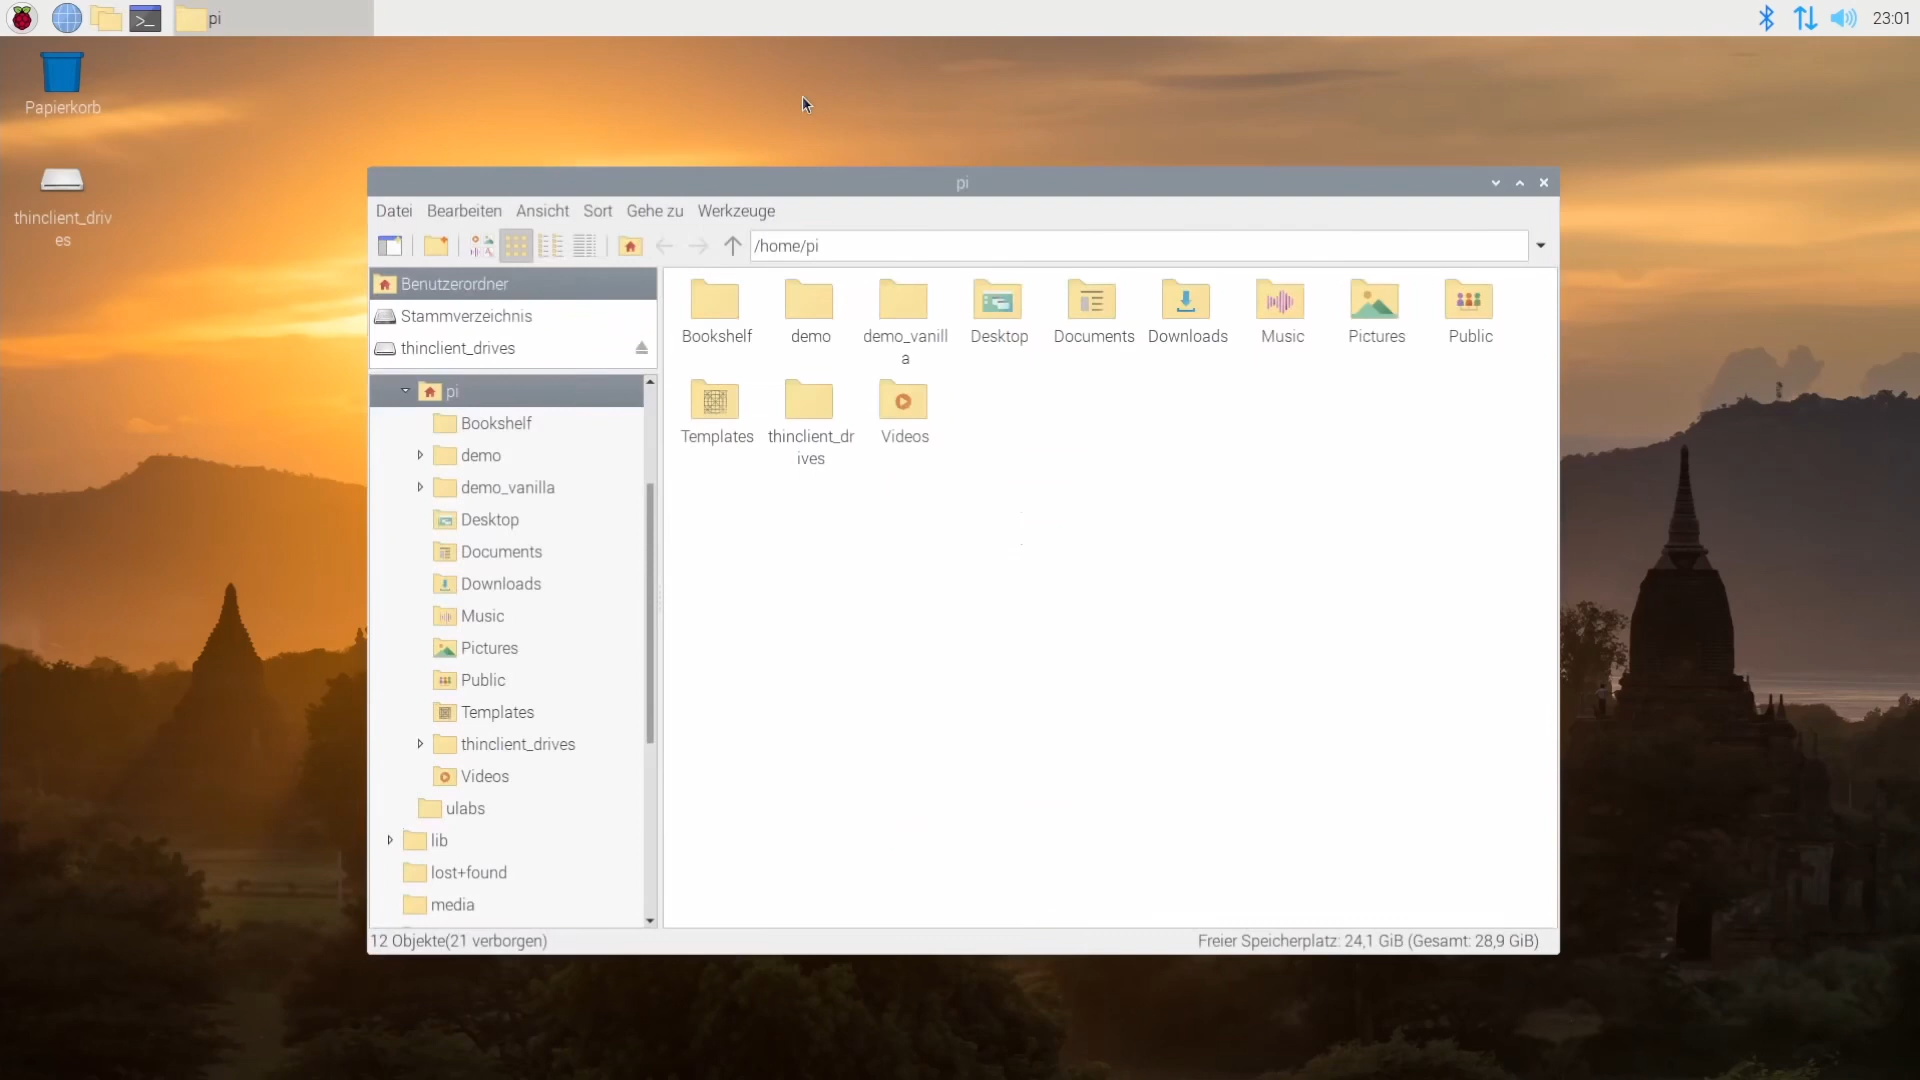 pi
23:01
Papierkorb
thinclient_driv
es
pi
Datei Bearbeiten Ansicht Sort Gehe zu Werkzeuge
/home/pi
Benutzerordner
Stammverzeichnis
thinclient_drives
pi
Bookshelf
demo
demo_vanilla
Desktop
Documents
Downloads
Music
Pictures
Public
Templates
thinclient_drives
Videos
ulabs
lib
lost+found
media
Bookshelf
demo
demo_vanill
a
Desktop
Documents
Downloads
Music
Pictures
Public
Templates
thinclient_dr
ives
Videos
12 Objekte(21 verborgen)
Freier Speicherplatz: 24,1 GiB (Gesamt: 28,9 GiB)